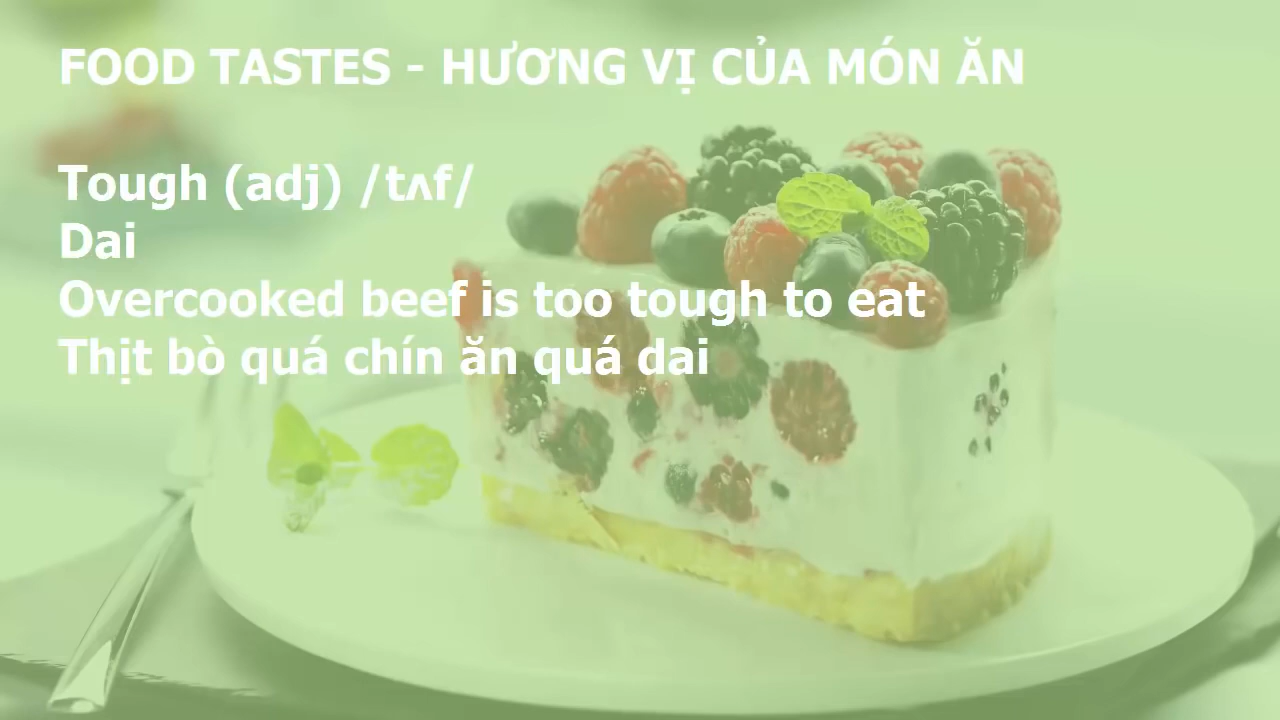 FOOD TASTES - HƯƠNG VỊ CỦA MÓN ĂN
Tough (adj) /tʌf/
Dai
Overcooked beef is too tough to eat
Thịt bò quá chín ăn quá dai